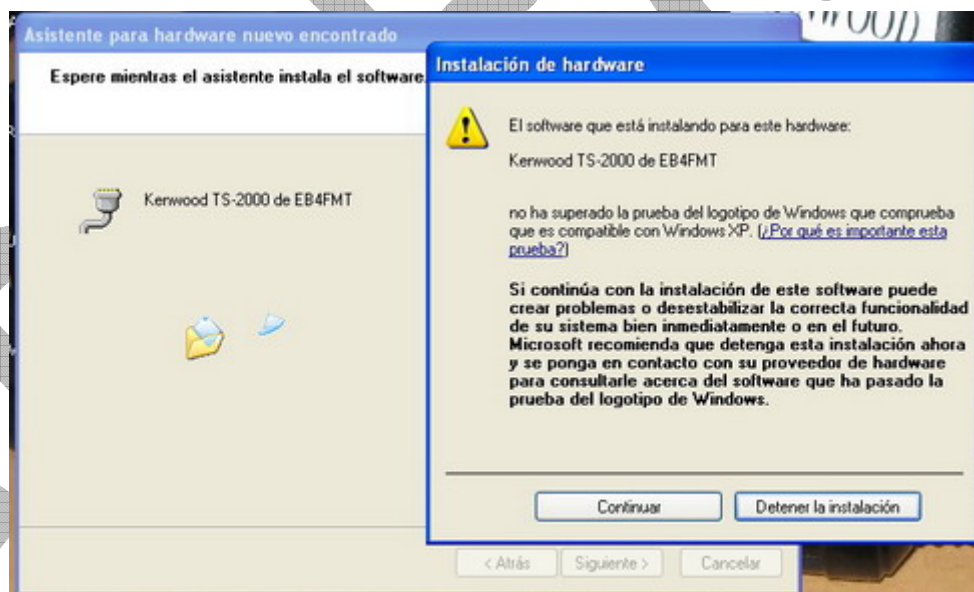 Asistente para hardware nuevo encontrado
Espere mientras el asistente instala el software
Kenwood TS-2000 de EB4FMT
Instalación de hardware
El software que está instalando para este hardware:
Kenwood TS-2000 de EB4FMT
no ha superado la prueba del logotipo de Windows que comprueba
que es compatible con Windows XP. (¿Por qué es importante esta
prueba?)
Si continúa con la instalación de este software puede
crear problemas o desestabilizar la correcta funcionalidad
de su sistema bien inmediatamente o en el futuro.
Microsoft recomienda que detenga esta instalación ahora
y se ponga en contacto con su proveedor de hardware
para consultarle acerca del software que ha pasado la
prueba del logotipo de Windows.
Continuar
Detener la instalación
< Atrás
Siguiente >
Cancelar